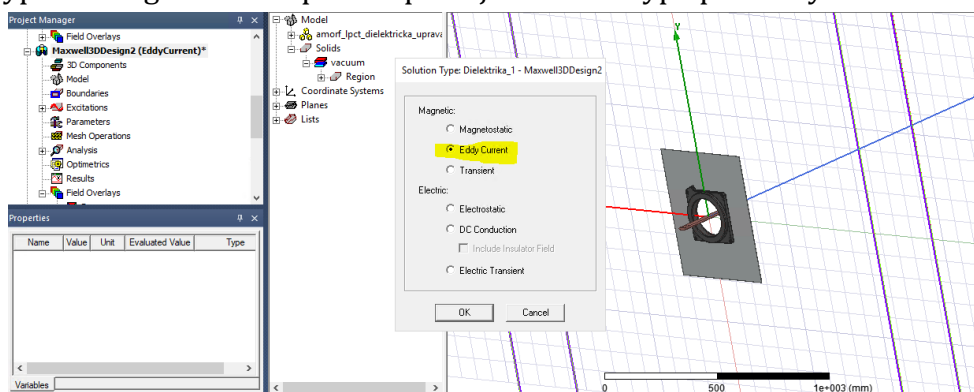 Project Manager
Field Overlays
Maxwell3DDesign2 (EddyCurrent)*
3D Components
Model
Boundaries
Excitations
Parameters
Mesh Operations
Analysis
Optimetrics
Results
Field Overlays
Properties
Name Value Unit Evaluated Value Type
Variables
Model
amorf_lpct_dielektricka_uprava
Solids
vacuum
Region
Coordinate Systems
Planes
Lists
Solution Type: Dielektrika_1 - Maxwell3DDesign2
Magnetic:
Magnetostatic
Eddy Current
Transient
Electric:
Electrostatic
DC Conduction
Include Insulator Field
Electric Transient
OK Cancel
Y
0 500 1e+003 (mm)